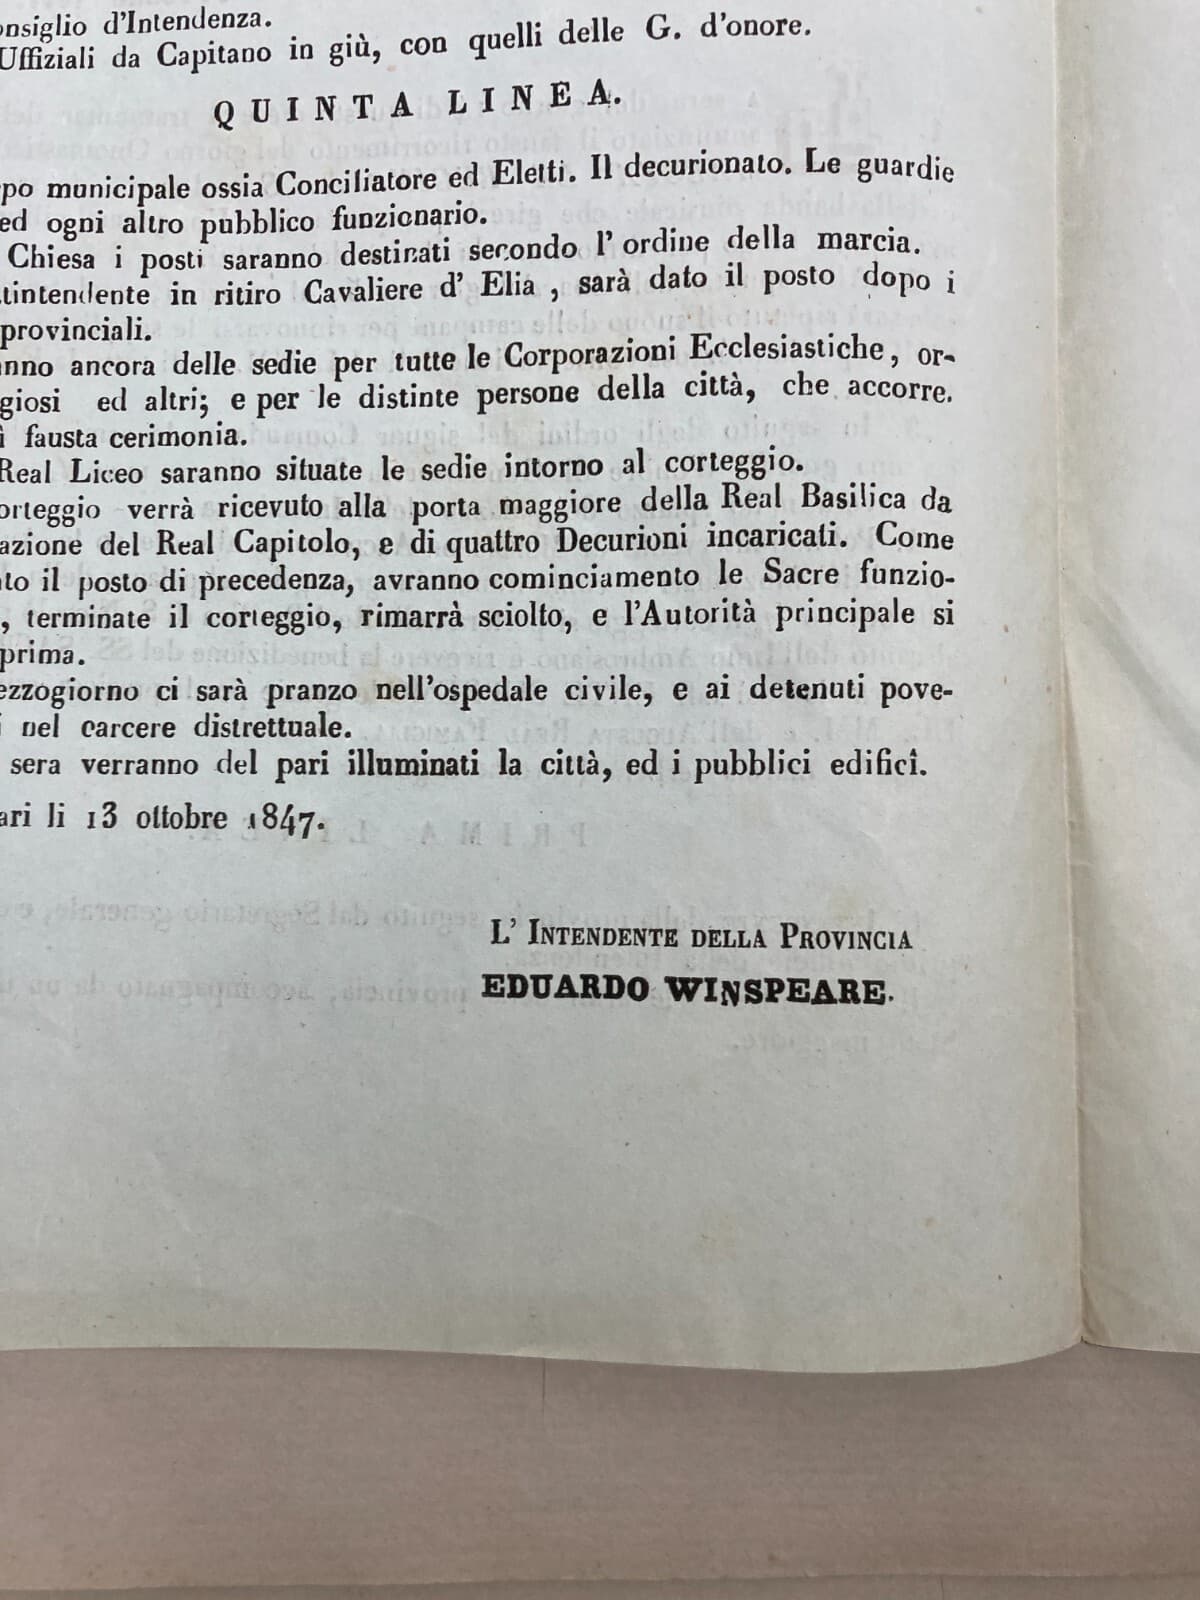 onsiglio d'Intendenza.
Uffiziali da Capitano in giù, con quelli delle G. d'onore.
QUINTA LINEA.
po municipale ossia Conciliatore ed Eletti. Il decurionato. Le guardie
ed ogni altro pubblico funzionario.
Chiesa i posti saranno destinati secondo l' ordine della marcia.
tintendente in ritiro Cavaliere d' Elia , sarà dato il posto dopo i
provinciali.
nno ancora delle sedie per tutte le Corporazioni Ecclesiastiche, or-
giosi ed altri; e per le distinte persone della città, che accorre.
ì fausta cerimonia.
Real Liceo saranno situate le sedie intorno al corteggio.
orteggio verrà ricevuto alla porta maggiore della Real Basilica da
azione del Real Capitolo, e di quattro Decurioni incaricati. Come
to il posto di precedenza, avranno cominciamento le Sacre funzio-
, terminate il corteggio, rimarrà sciolto, e l'Autorità principale si
prima.
ezzogiorno ci sarà pranzo nell'ospedale civile, e ai detenuti pove-
i nel carcere distrettuale.
sera verranno del pari illuminati la città, ed i pubblici edificî.
ari li 13 ottobre 1847.
L' INTENDENTE DELLA PROVINCIA
EDUARDO WINSPEARE.